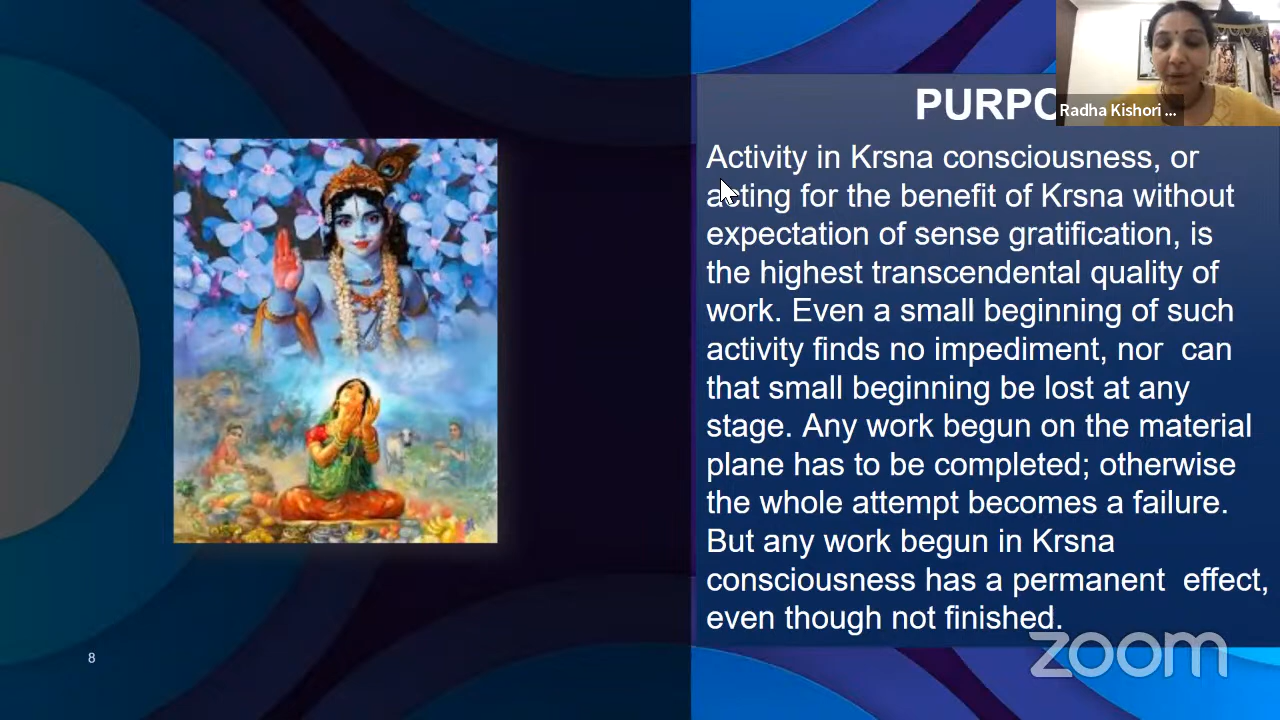 PURPO
Radha Kishori ...
Activity in Krsna consciousness, or
acting for the benefit of Krsna without
expectation of sense gratification, is
the highest transcendental quality of
work. Even a small beginning of such
activity finds no impediment, nor  can
that small beginning be lost at any
stage. Any work begun on the material
plane has to be completed; otherwise
the whole attempt becomes a failure.
But any work begun in Krsna
consciousness has a permanent  effect,
even though not finished.
8
zoom